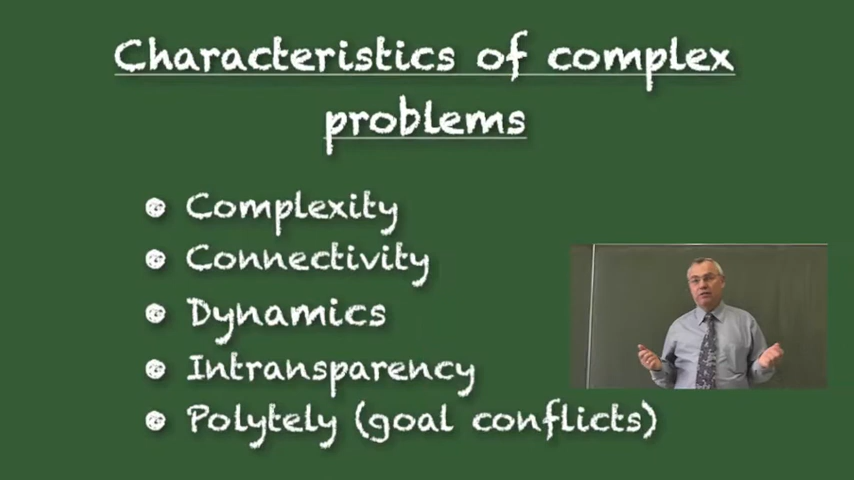 Characteristics of complex
problems
Complexity
Connectivity
Dynamics
Intransparency
Polytely (goal conflicts)